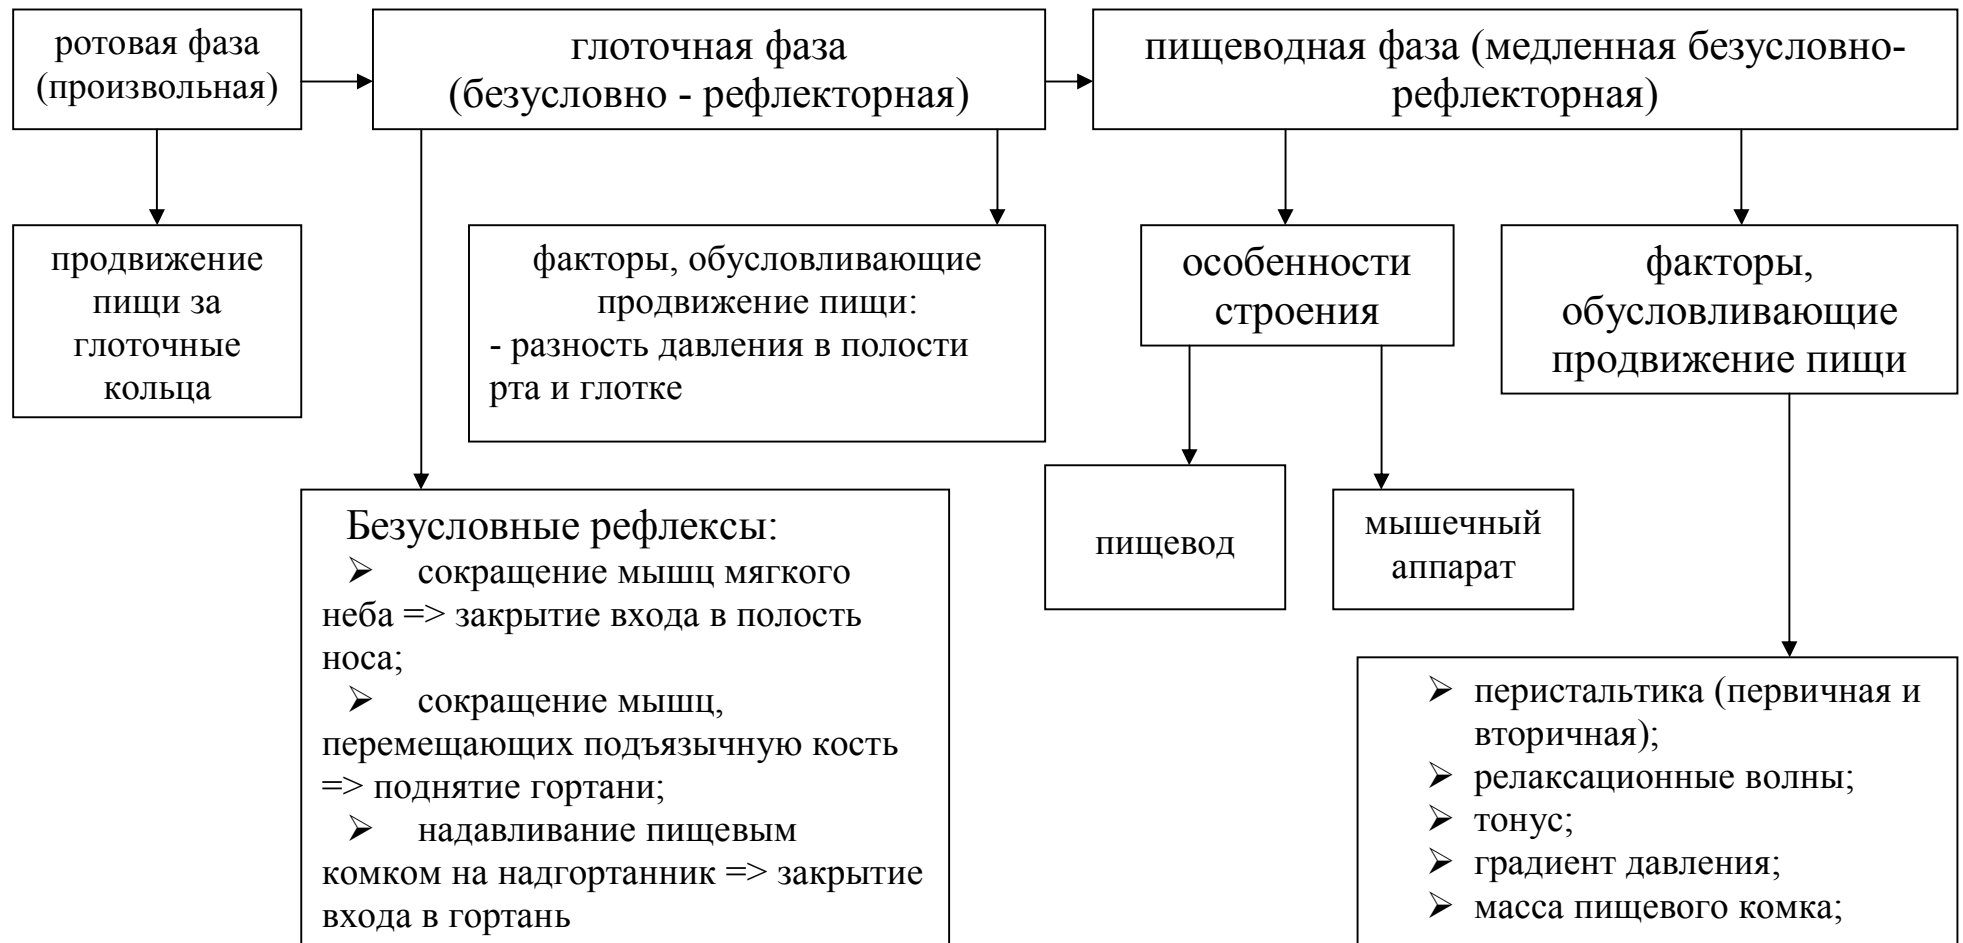 ротовая фаза
(произвольная)
глоточная фаза
(безусловно - рефлекторная)
пищеводная фаза (медленная безусловно-
рефлекторная)
продвижение
пищи за
глоточные
кольца
факторы, обусловливающие
продвижение пищи:
- разность давления в полости
рта и глотке
особенности
строения
факторы,
обусловливающие
продвижение пищи
пищевод
мышечный
аппарат
Безусловные рефлексы:
➢ сокращение мышц мягкого
неба => закрытие входа в полость
носа;
➢ сокращение мышц,
перемещающих подъязычную кость
=> поднятие гортани;
➢ надавливание пищевым
комком на надгортанник => закрытие
входа в гортань
➢ перистальтика (первичная и
вторичная);
➢ релаксационные волны;
➢ тонус;
➢ градиент давления;
➢ масса пищевого комка;